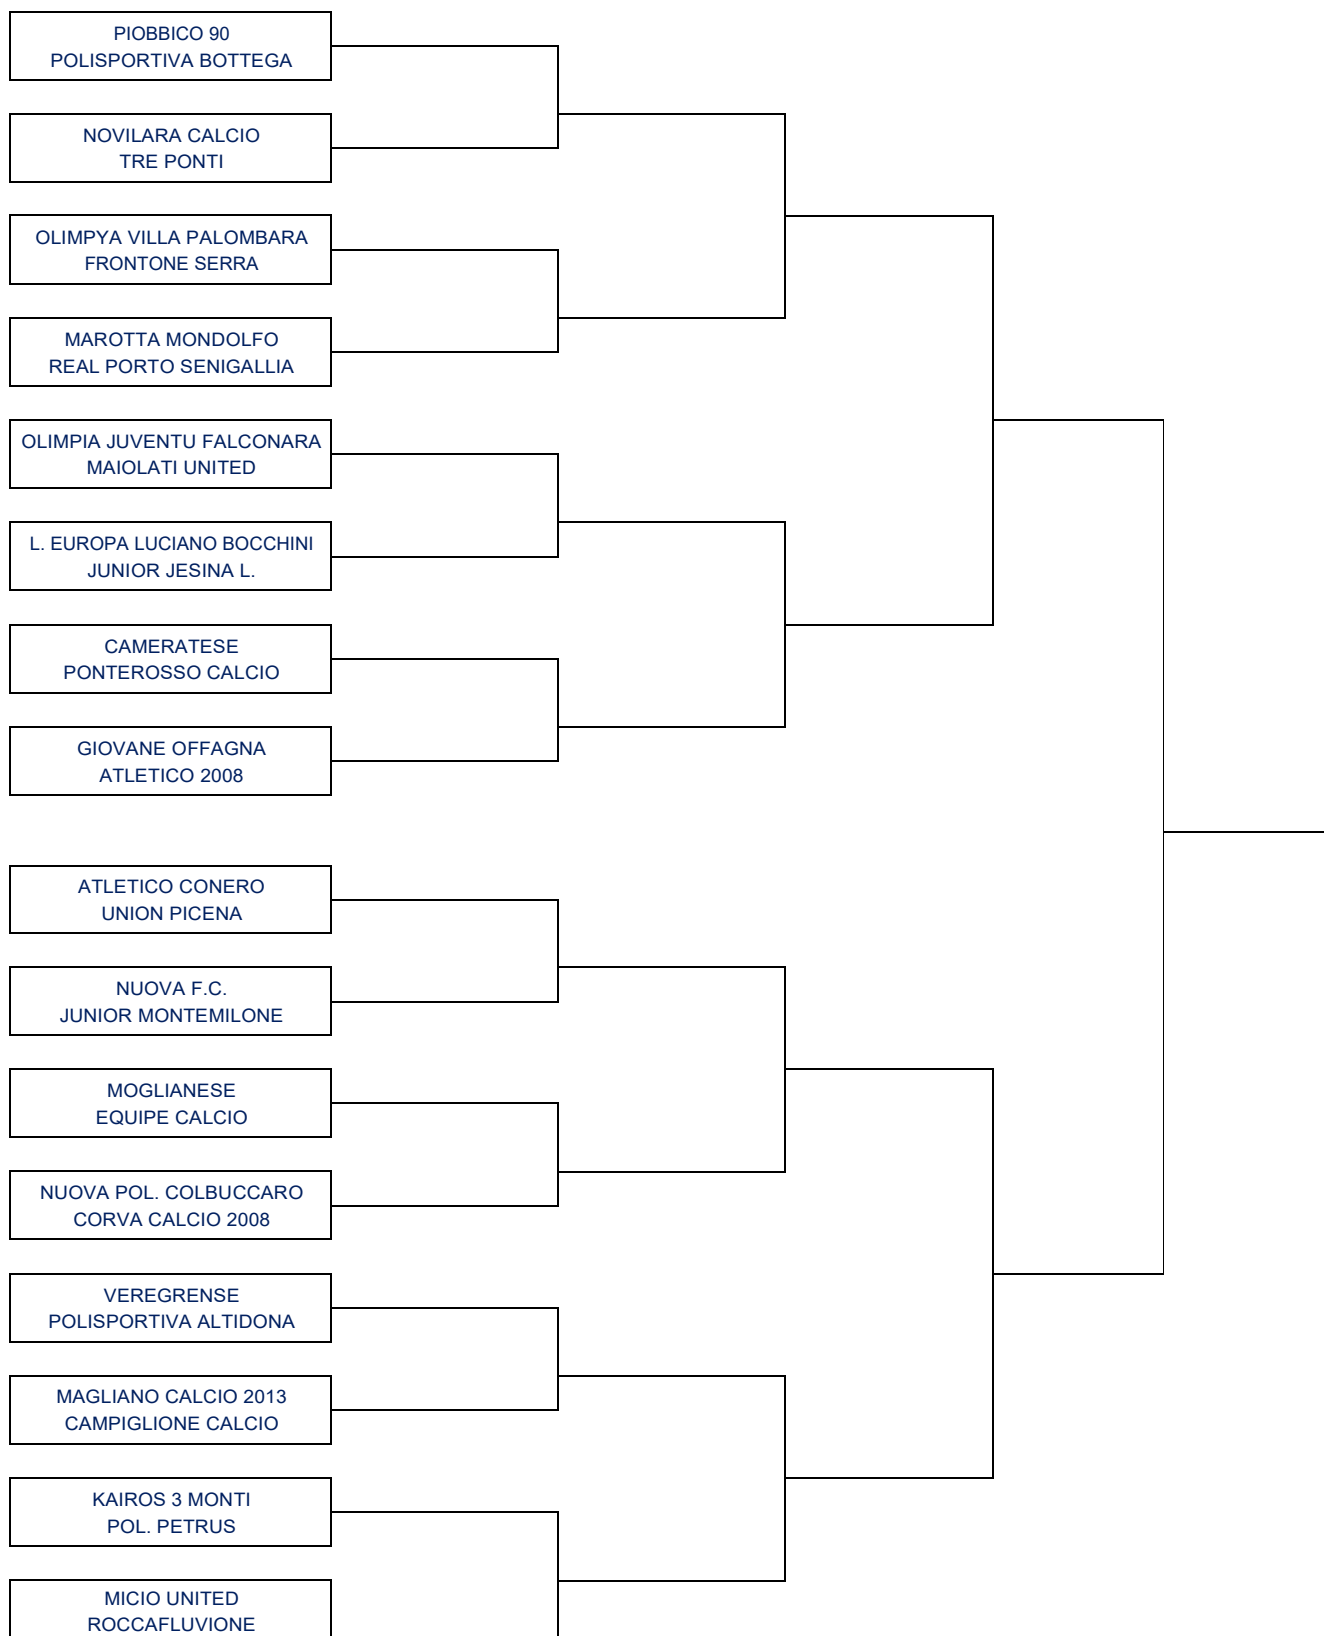 PIOBBICO 90
POLISPORTIVA BOTTEGA
NOVILARA CALCIO
TRE PONTI
OLIMPYA VILLA PALOMBARA
FRONTONE SERRA
MAROTTA MONDOLFO
REAL PORTO SENIGALLIA
OLIMPIA JUVENTU FALCONARA
MAIOLATI UNITED
L. EUROPA LUCIANO BOCCHINI
JUNIOR JESINA L.
CAMERATESE
PONTEROSSO CALCIO
GIOVANE OFFAGNA
ATLETICO 2008
ATLETICO CONERO
UNION PICENA
NUOVA F.C.
JUNIOR MONTEMILONE
MOGLIANESE
EQUIPE CALCIO
NUOVA POL. COLBUCCARO
CORVA CALCIO 2008
VEREGRENSE
POLISPORTIVA ALTIDONA
MAGLIANO CALCIO 2013
CAMPIGLIONE CALCIO
KAIROS 3 MONTI
POL. PETRUS
MICIO UNITED
ROCCAFLUVIONE